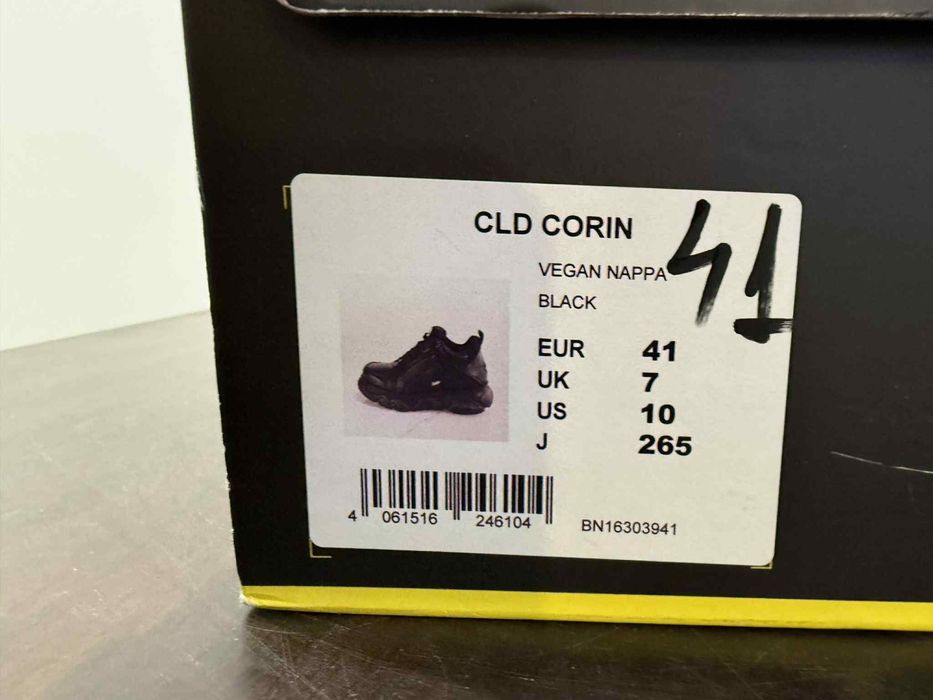 CLD CORIN
41
VEGAN NAPPA
BLACK
EUR 41
UK 7
US 10
J 265
4 061516 246104
BN16303941